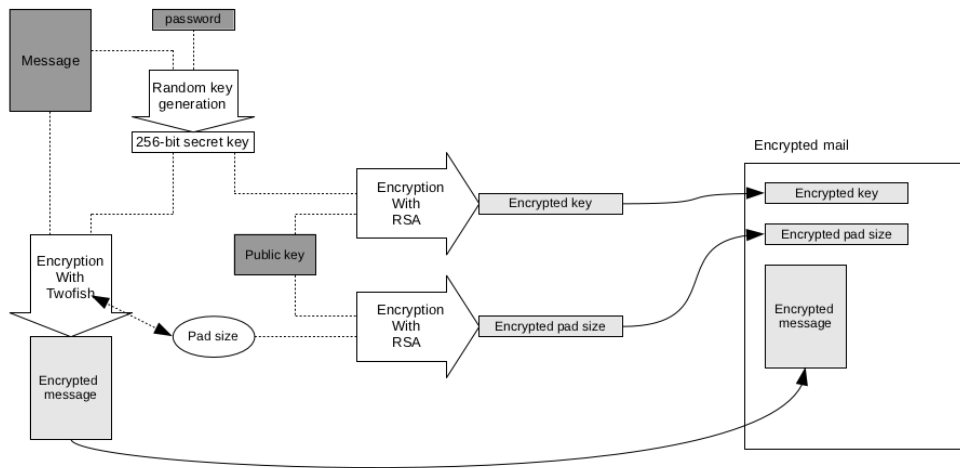 password
Message
Random key
generation
256-bit secret key
Encrypted mail
Encryption
With
RSA
Encrypted key
Encrypted key
Encrypted pad size
Public key
Encryption
With
Twofish
Encryption
With
RSA
Encrypted pad size
Pad size
Encrypted
message
Encrypted
message